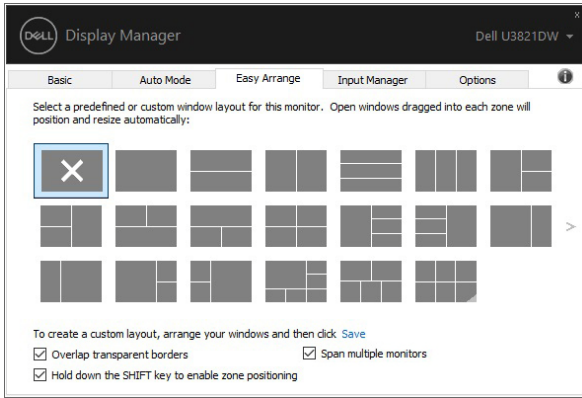 DELL Display Manager
Dell U3821DW
x
Basic Auto Mode Easy Arrange Input Manager Options i
Select a predefined or custom window layout for this monitor. Open windows dragged into each zone will
position and resize automatically:
>
To create a custom layout, arrange your windows and then click Save
Overlap transparent borders Span multiple monitors
Hold down the SHIFT key to enable zone positioning